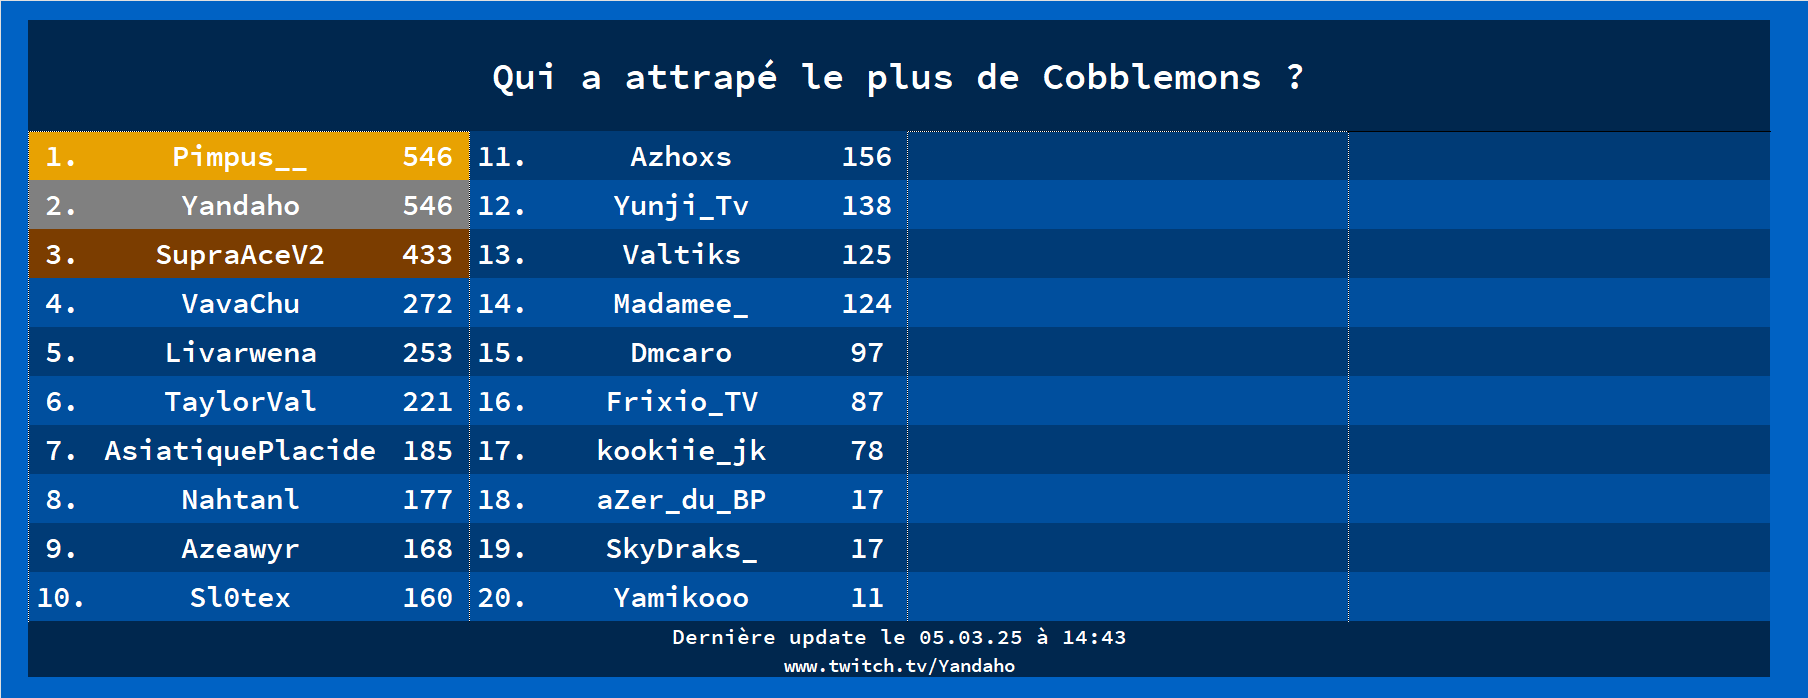 Qui a attrapé le plus de Cobblemons ?
1. Pimpus__ 546
2. Yandaho 546
3. SupraAceV2 433
4. VavaChu 272
5. Livarwena 253
6. TaylorVal 221
7. AsiatiquePlacide 185
8. Nahtanl 177
9. Azeawyr 168
10. Sl0tex 160
11. Azhoxs 156
12. Yunji_Tv 138
13. Valtiks 125
14. Madamee_ 124
15. Dmcaro 97
16. Frixio_TV 87
17. kookiie_jk 78
18. aZer_du_BP 17
19. SkyDraks_ 17
20. Yamikooo 11
Dernière update le 05.03.25 à 14:43
www.twitch.tv/Yandaho